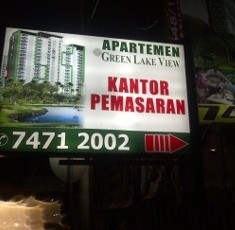 APARTEMEN
GREEN LAKE VIEW
KANTOR
PEMASARAN
7471 2002